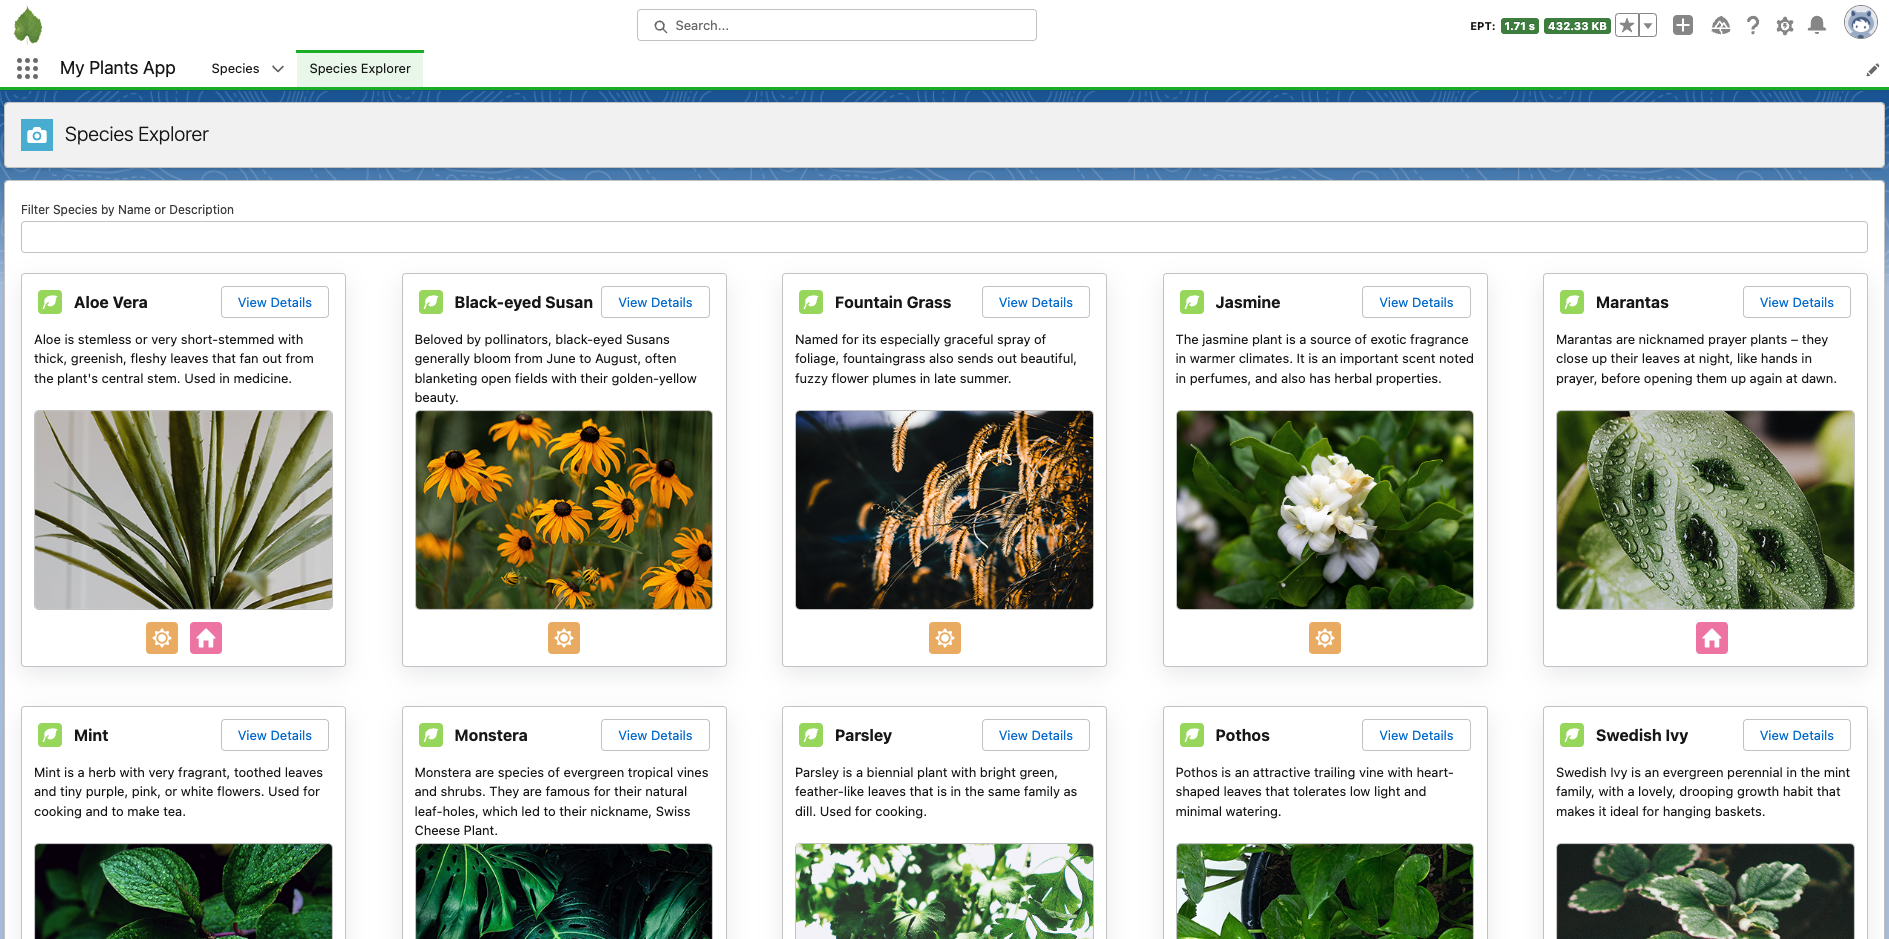 Search...
EPT: 1.71 s 432.33 KB
My Plants App
Species
Species Explorer
Species Explorer
Filter Species by Name or Description
Aloe Vera
View Details
Aloe is stemless or very short-stemmed with
thick, greenish, fleshy leaves that fan out from
the plant's central stem. Used in medicine.
Black-eyed Susan
View Details
Beloved by pollinators, black-eyed Susans
generally bloom from June to August, often
blanketing open fields with their golden-yellow
beauty.
Fountain Grass
View Details
Named for its especially graceful spray of
foliage, fountaingrass also sends out beautiful,
fuzzy flower plumes in late summer.
Jasmine
View Details
The jasmine plant is a source of exotic fragrance
in warmer climates. It is an important scent noted
in perfumes, and also has herbal properties.
Marantas
View Details
Marantas are nicknamed prayer plants – they
close up their leaves at night, like hands in
prayer, before opening them up again at dawn.
Mint
View Details
Mint is a herb with very fragrant, toothed leaves
and tiny purple, pink, or white flowers. Used for
cooking and to make tea.
Monstera
View Details
Monstera are species of evergreen tropical vines
and shrubs. They are famous for their natural
leaf-holes, which led to their nickname, Swiss
Cheese Plant.
Parsley
View Details
Parsley is a biennial plant with bright green,
feather-like leaves that is in the same family as
dill. Used for cooking.
Pothos
View Details
Pothos is an attractive trailing vine with heart-
shaped leaves that tolerates low light and
minimal watering.
Swedish Ivy
View Details
Swedish Ivy is an evergreen perennial in the mint
family, with a lovely, drooping growth habit that
makes it ideal for hanging baskets.